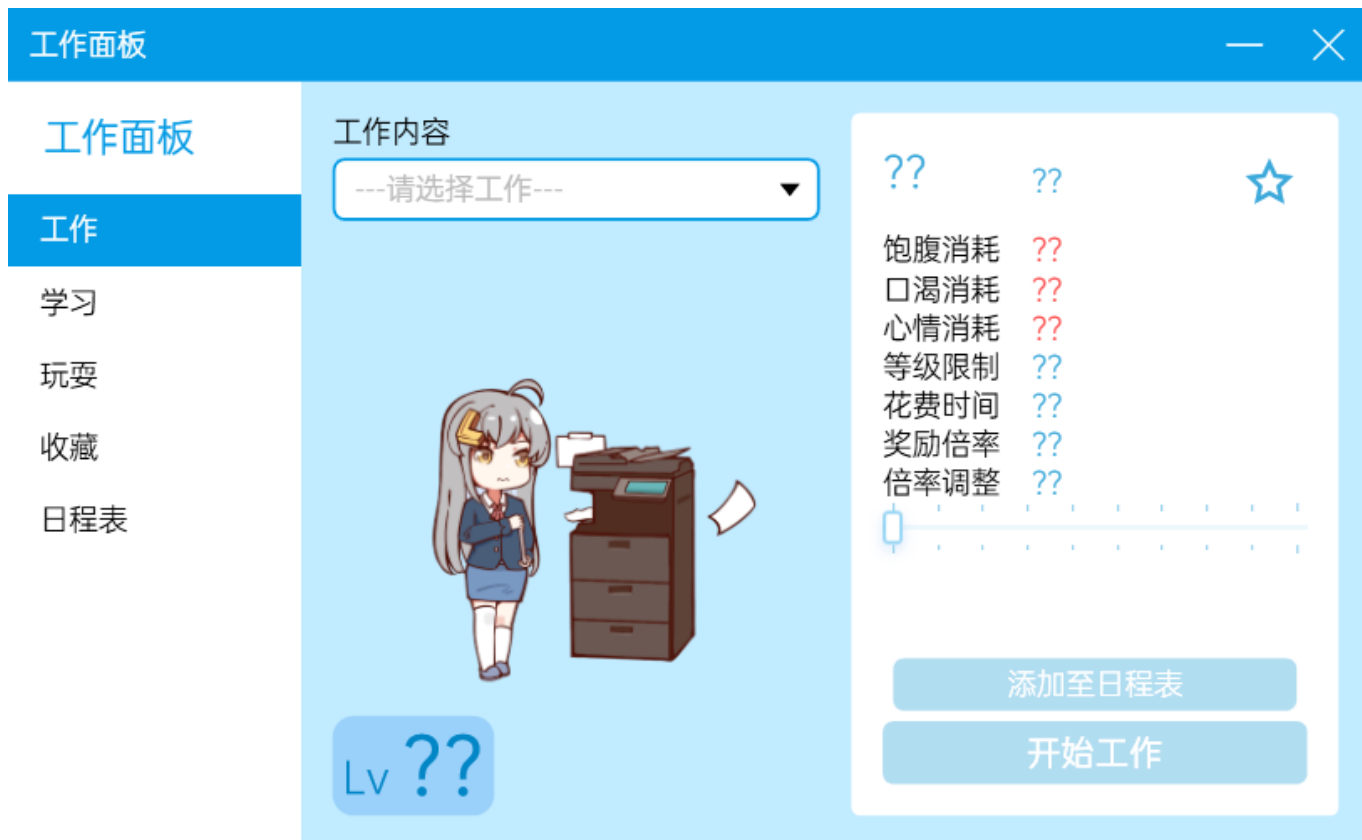 工作面板
工作面板
工作
学习
玩耍
收藏
日程表
工作内容
---请选择工作---
Lv ??
?? ??
饱腹消耗 ??
口渴消耗 ??
心情消耗 ??
等级限制 ??
花费时间 ??
奖励倍率 ??
倍率调整 ??
添加至日程表
开始工作